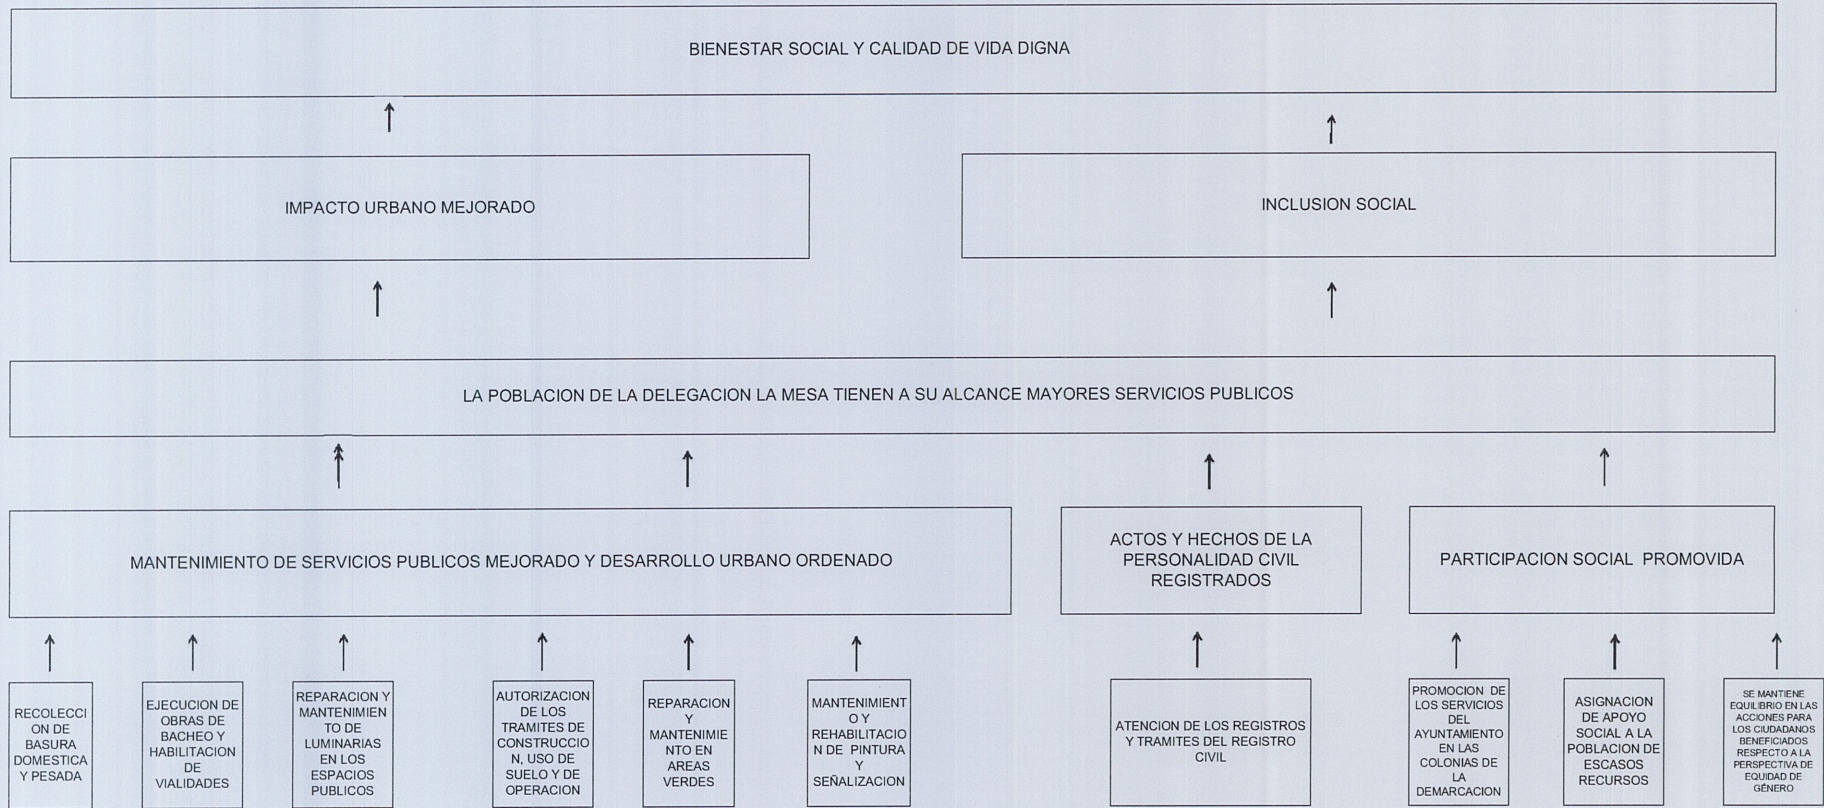 BIENESTAR SOCIAL Y CALIDAD DE VIDA DIGNA
IMPACTO URBANO MEJORADO
INCLUSION SOCIAL
LA POBLACION DE LA DELEGACION LA MESA TIENEN A SU ALCANCE MAYORES SERVICIOS PUBLICOS
MANTENIMIENTO DE SERVICIOS PUBLICOS MEJORADO Y DESARROLLO URBANO ORDENADO
ACTOS Y HECHOS DE LA
PERSONALIDAD CIVIL
REGISTRADOS
PARTICIPACION SOCIAL PROMOVIDA
RECOLECCI
ON DE
BASURA
DOMESTICA
Y PESADA
EJECUCION DE
OBRAS DE
BACHEO Y
HABILITACION
DE
VIALIDADES
REPARACION Y
MANTENIMIEN
TO DE
LUMINARIAS
EN LOS
ESPACIOS
PUBLICOS
AUTORIZACION
DE LOS
TRAMITES DE
CONSTRUCCIO
N, USO DE
SUELO Y DE
OPERACION
REPARACION
Y
MANTENIMIE
NTO EN
AREAS
VERDES
MANTENIMIENT
O Y
REHABILITACIO
N DE PINTURA
Y
SEÑALIZACION
ATENCION DE LOS REGISTROS
Y TRAMITES DEL REGISTRO
CIVIL
PROMOCION DE
LOS SERVICIOS
DEL
AYUNTAMIENTO
EN LAS
COLONIAS DE
LA
DEMARCACION
ASIGNACION
DE APOYO
SOCIAL A LA
POBLACION DE
ESCASOS
RECURSOS
SE MANTIENE
EQUILIBRIO EN LAS
ACCIONES PARA
LOS CIUDADANOS
BENEFICIADOS
RESPECTO A LA
PERSPECTIVA DE
EQUIDAD DE
GÉNERO